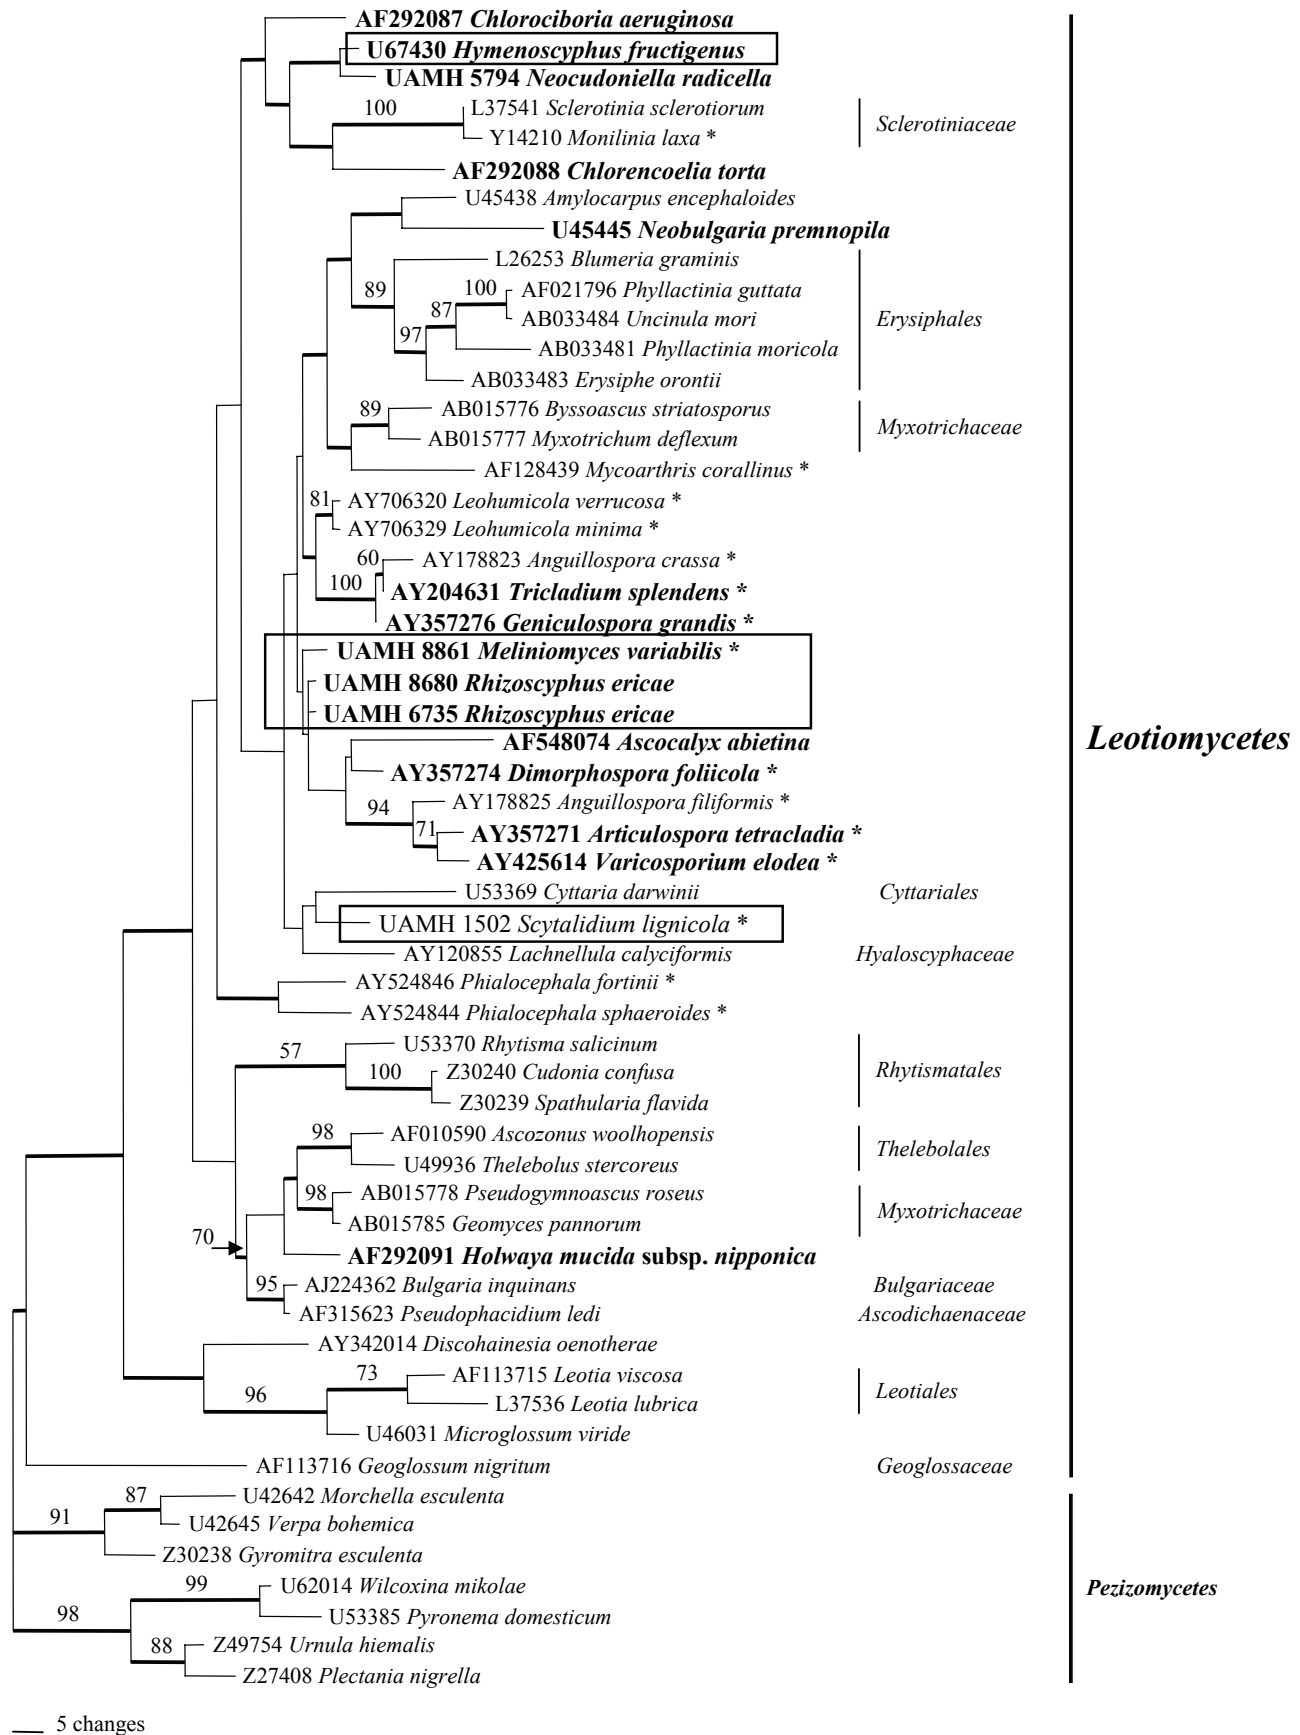 AF292087 Chlorociboria aeruginosa
U67430 Hymenoscyphus fructigenus
UAMH 5794 Neocudoniella radicella
100
L37541 Sclerotinia sclerotiorum
Sclerotiniaceae
Y14210 Monilinia laxa *
AF292088 Chlorencoelia torta
U45438 Amylocarpus encephaloides
U45445 Neobulgaria premnopila
L26253 Blumeria graminis
89
100
AF021796 Phyllactinia guttata
87
AB033484 Uncinula mori
Erysiphales
97
AB033481 Phyllactinia moricola
AB033483 Erysiphe orontii
89
AB015776 Byssoascus striatosporus
Myxotrichaceae
AB015777 Myxotrichum deflexum
AF128439 Mycoarthris corallinus *
81
AY706320 Leohumicola verrucosa *
AY706329 Leohumicola minima *
60
AY178823 Anguillospora crassa *
100
AY204631 Tricladium splendens *
AY357276 Geniculospora grandis *
UAMH 8861 Meliniomyces variabilis *
UAMH 8680 Rhizoscyphus ericae
UAMH 6735 Rhizoscyphus ericae
Leotiomycetes
AF548074 Ascocalyx abietina
AY357274 Dimorphospora foliicola *
94
AY178825 Anguillospora filiformis *
71
AY357271 Articulospora tetracladia *
AY425614 Varicosporium elodea *
U53369 Cyttaria darwinii
Cyttariales
UAMH 1502 Scytalidium lignicola *
AY120855 Lachnellula calyciformis
Hyaloscyphaceae
AY524846 Phialocephala fortinii *
AY524844 Phialocephala sphaeroides *
57
U53370 Rhytisma salicinum
100
Z30240 Cudonia confusa
Rhytismatales
Z30239 Spathularia flavida
98
AF010590 Ascozonus woolhopensis
Thelebolales
U49936 Thelebolus stercoreus
98
AB015778 Pseudogymnoascus roseus
Myxotrichaceae
AB015785 Geomyces pannorum
70
AF292091 Holwaya mucida subsp. nipponica
95
AJ224362 Bulgaria inquinans
Bulgariaceae
AF315623 Pseudophacidium ledi
Ascodichaenaceae
AY342014 Discohainesia oenotherae
73
AF113715 Leotia viscosa
Leotiales
96
L37536 Leotia lubrica
U46031 Microglossum viride
AF113716 Geoglossum nigritum
Geoglossaceae
87
U42642 Morchella esculenta
91
U42645 Verpa bohemica
Z30238 Gyromitra esculenta
99
U62014 Wilcoxina mikolae
Pezizomycetes
98
U53385 Pyronema domesticum
88
Z49754 Urnula hiemalis
Z27408 Plectania nigrella
5 changes